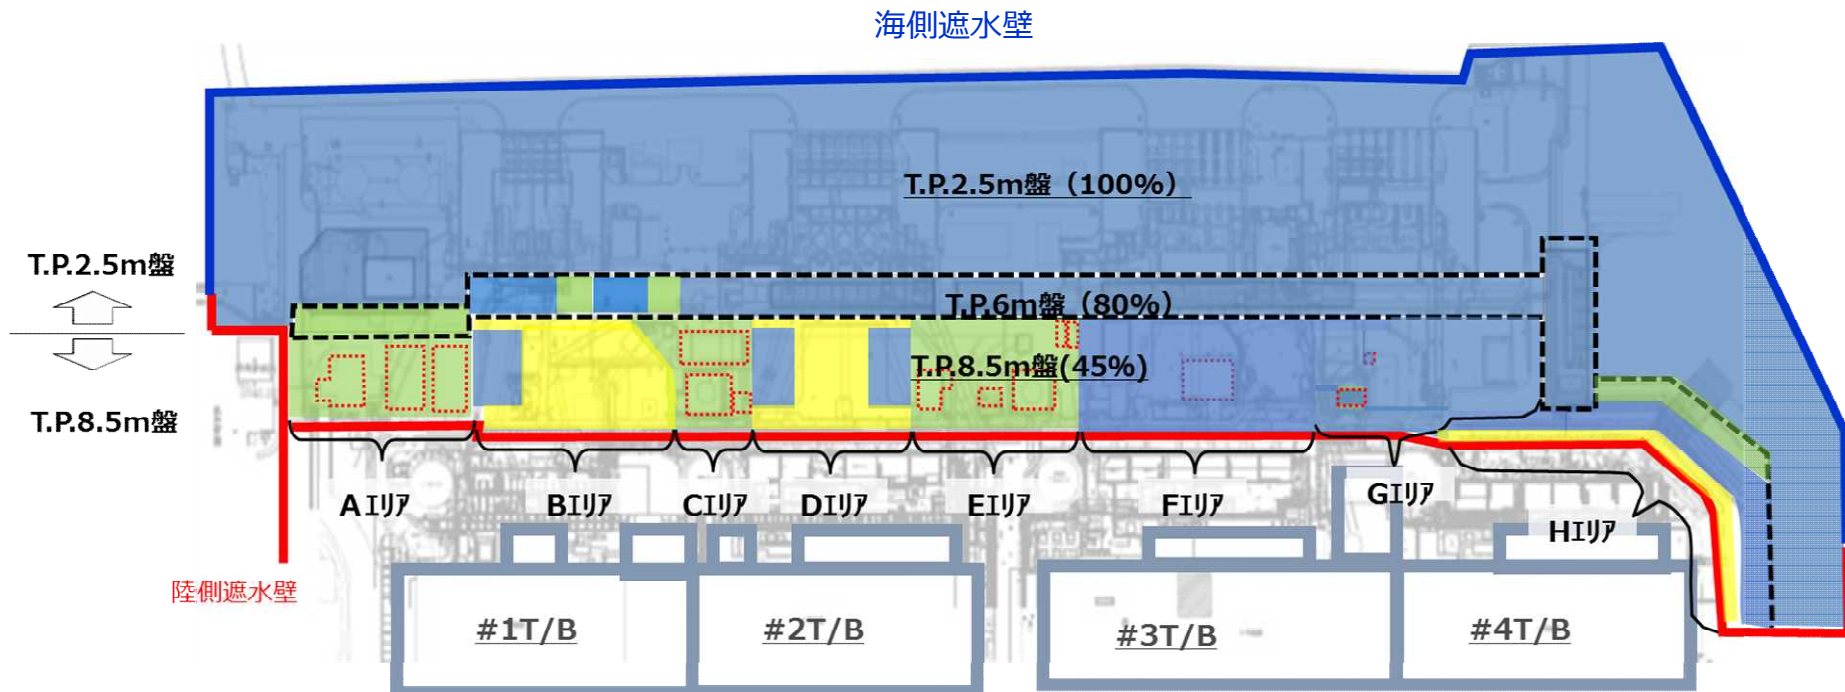 海側遮水壁
T.P.2.5m盤（100%）
T.P.2.5m盤
T.P.6m盤（80%）
T.P.8.5m盤(45%)
T.P.8.5m盤
Aエリア
Bエリア
Cエリア
Dエリア
Eエリア
Fエリア
Gエリア
Hエリア
陸側遮水壁
#1T/B
#2T/B
#3T/B
#4T/B